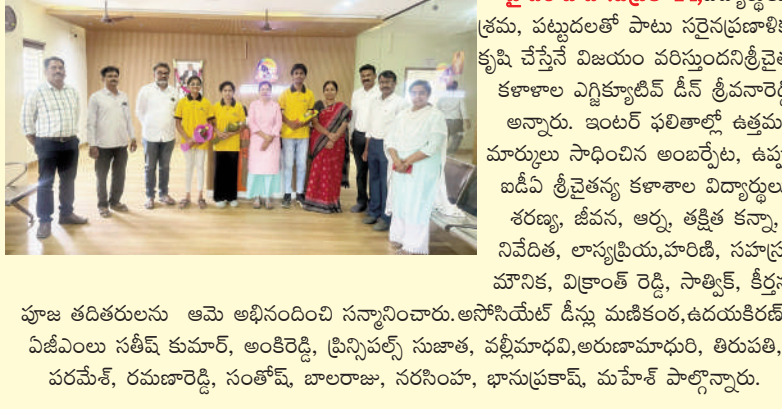 శ్రమ, పట్టుదలతో పాటు సరైనప్రణాళిక
కృషి చేస్తేనే విజయం వరిస్తుందనిశ్రీచైత
కళాశాల ఎగ్జిక్యూటివ్ డీన్ శ్రీవనారెడ్డి
అన్నారు. ఇంటర్ ఫలితాల్లో ఉత్తమ
మార్కులు సాధించిన అంబర్పేట, ఉప్ప
ఐడీఏ శ్రీచైతన్య కళాశాల విద్యార్థులు
శరణ్య, జీవన, ఆర్న, తక్షిత కన్నా,
నివేదిత, లాస్యప్రియ,హరిణి, సహస్ర
మౌనిక, విక్రాంత్ రెడ్డి, సాత్విక్, కీర్తన
పూజ తదితరులను ఆమె అభినందించి సన్మానించారు.అసోసియేట్ డీన్లు మణికంఠ,ఉదయకిరణ్
ఏజీఎంలు సతీష్ కుమార్, అంకిరెడ్డి, ప్రిన్సిపల్స్ సుజాత, వల్లీమాధవి,అరుణామాధురి, తిరుపతి,
పరమేశ్, రమణారెడ్డి, సంతోష్, బాలరాజు, నరసింహ, భానుప్రకాష్, మహేశ్ పాల్గొన్నారు.